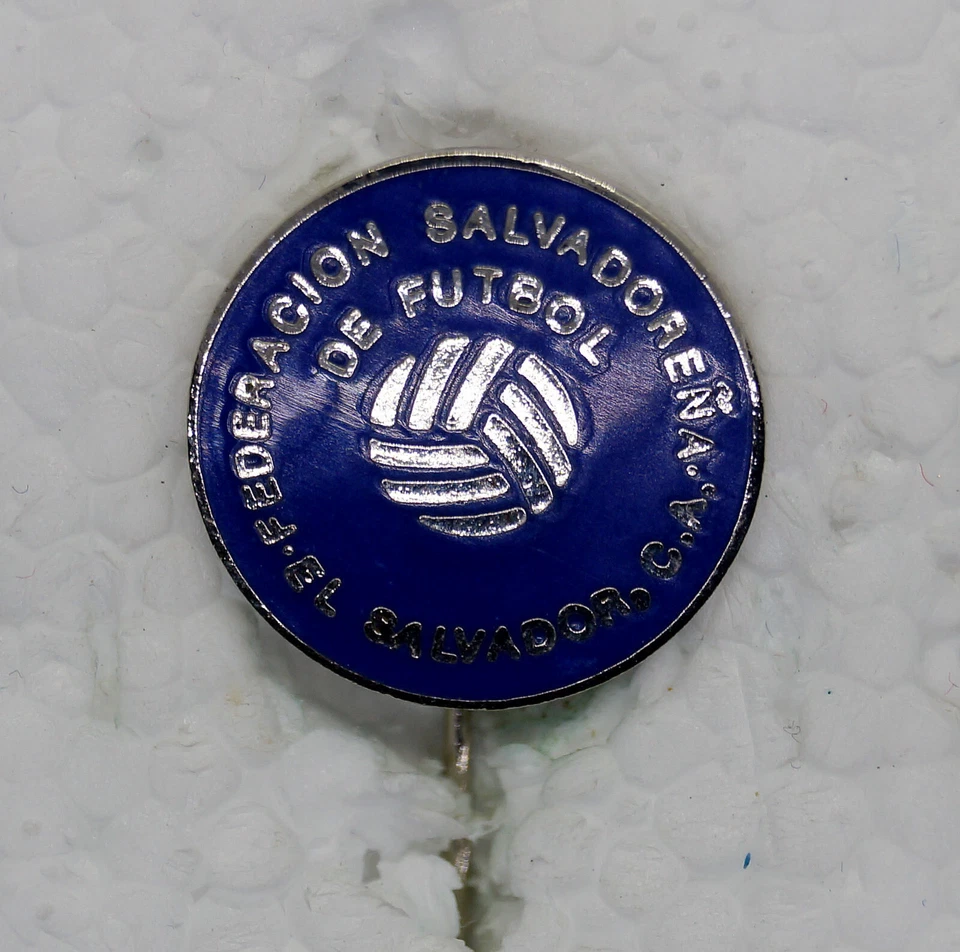 FEDERACION SALVADOREÑA
DE FUTBOL
EL SALVADOR, C.A.